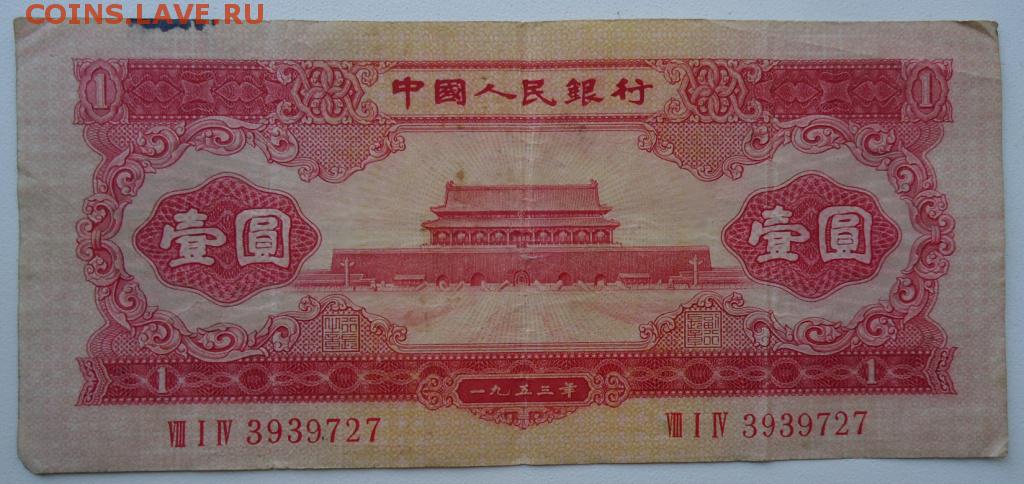 COINS.LAVE.RU
1 中國人民銀行 1
壹圓 壹圓
1 一九五三年 1
VIII I IV 3939727 VIII I IV 3939727